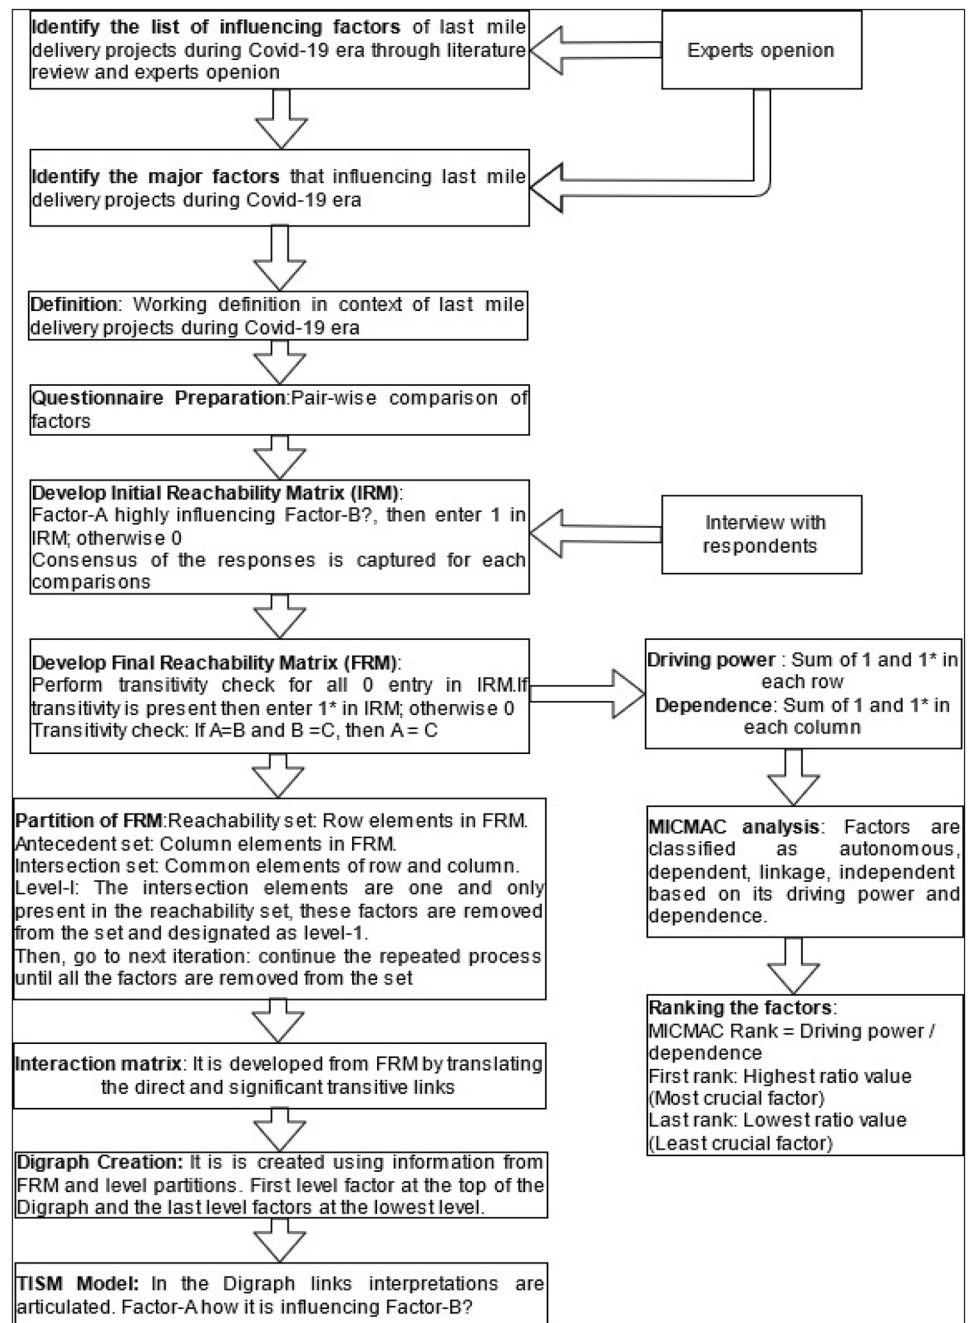 Identify the list of influencing factors of last mile
delivery projects during Covid-19 era through literature
review and experts openion
Experts openion
Identify the major factors that influencing last mile
delivery projects during Covid-19 era
Definition: Working definition in context of last mile
delivery projects during Covid-19 era
Questionnaire Preparation:Pair-wise comparison of
factors
Develop Initial Reachability Matrix (IRM):
Factor-A highly influencing Factor-B?, then enter 1 in
IRM; otherwise 0
Consensus of the responses is captured for each
comparisons
Interview with
respondents
Develop Final Reachability Matrix (FRM):
Perform transitivity check for all 0 entry in IRM.If
transitivity is present then enter 1* in IRM; otherwise 0
Transitivity check: If A=B and B =C, then A = C
Driving power : Sum of 1 and 1* in
each row
Dependence: Sum of 1 and 1* in
each column
Partition of FRM:Reachability set: Row elements in FRM.
Antecedent set: Column elements in FRM.
Intersection set: Common elements of row and column.
Level-I: The intersection elements are one and only
present in the reachability set, these factors are removed
from the set and designated as level-1.
Then, go to next iteration: continue the repeated process
until all the factors are removed from the set
MICMAC analysis: Factors are
classified as autonomous,
dependent, linkage, independent
based on its driving power and
dependence.
Interaction matrix: It is developed from FRM by translating
the direct and significant transitive links
Ranking the factors:
MICMAC Rank = Driving power /
dependence
First rank: Highest ratio value
(Most crucial factor)
Last rank: Lowest ratio value
(Least crucial factor)
Digraph Creation: It is is created using information from
FRM and level partitions. First level factor at the top of the
Digraph and the last level factors at the lowest level.
TISM Model: In the Digraph links interpretations are
articulated. Factor-A how it is influencing Factor-B?